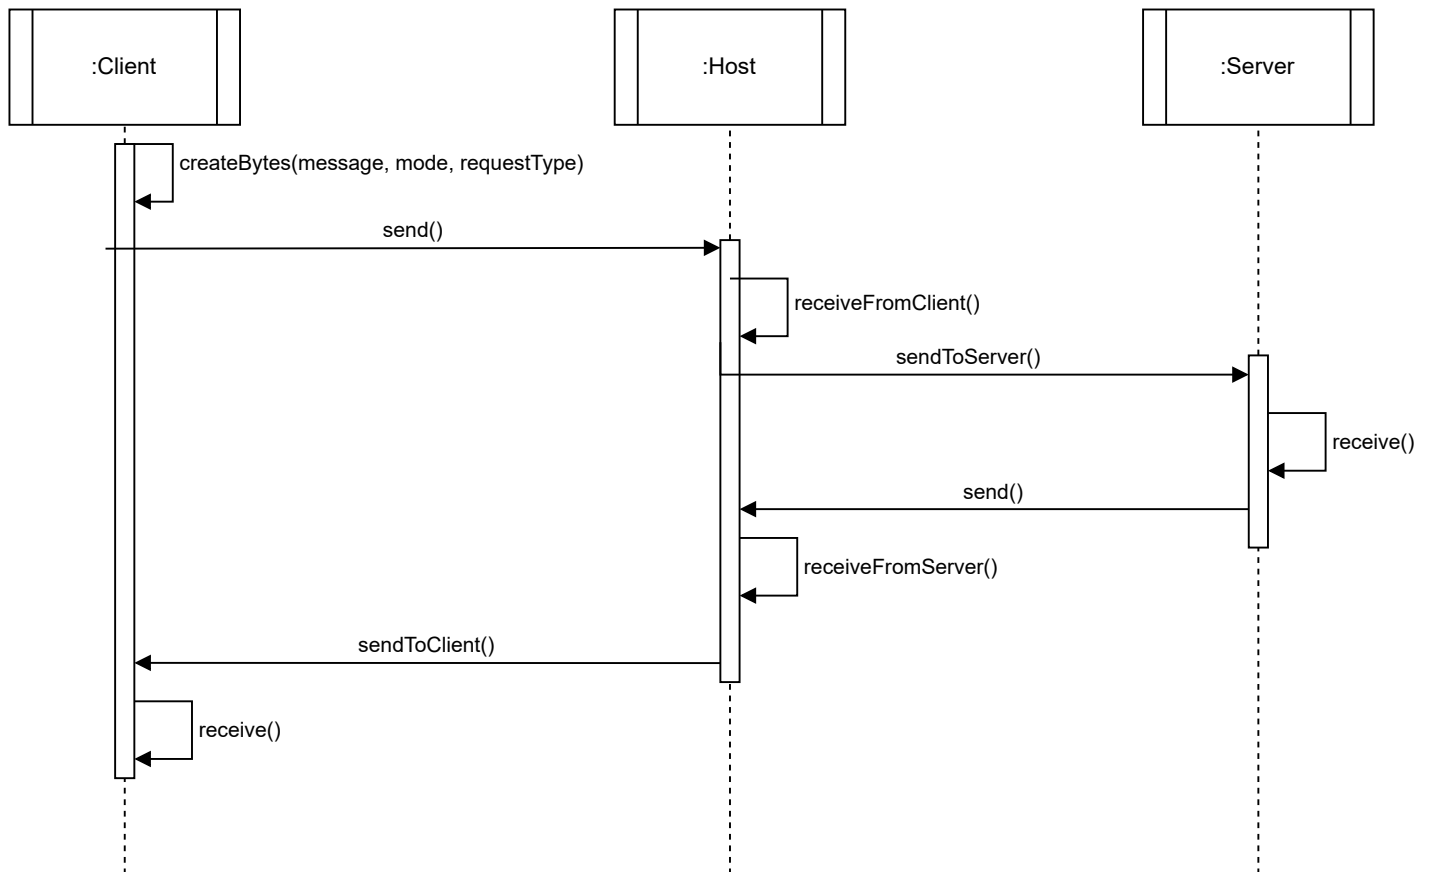 :Client
:Host
:Server
createBytes(message, mode, requestType)
send()
receiveFromClient()
sendToServer()
receive()
send()
receiveFromServer()
sendToClient()
receive()